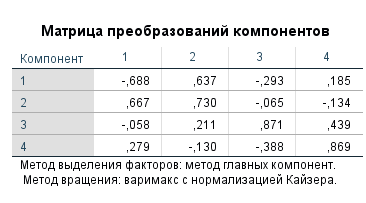 Матрица преобразований компонентов
Компонент 1 2 3 4
1 -,688 ,637 -,293 ,185
2 ,667 ,730 -,065 -,134
3 -,058 ,211 ,871 ,439
4 ,279 -,130 -,388 ,869
Метод выделения факторов: метод главных компонент.
Метод вращения: варимакс с нормализацией Кайзера.